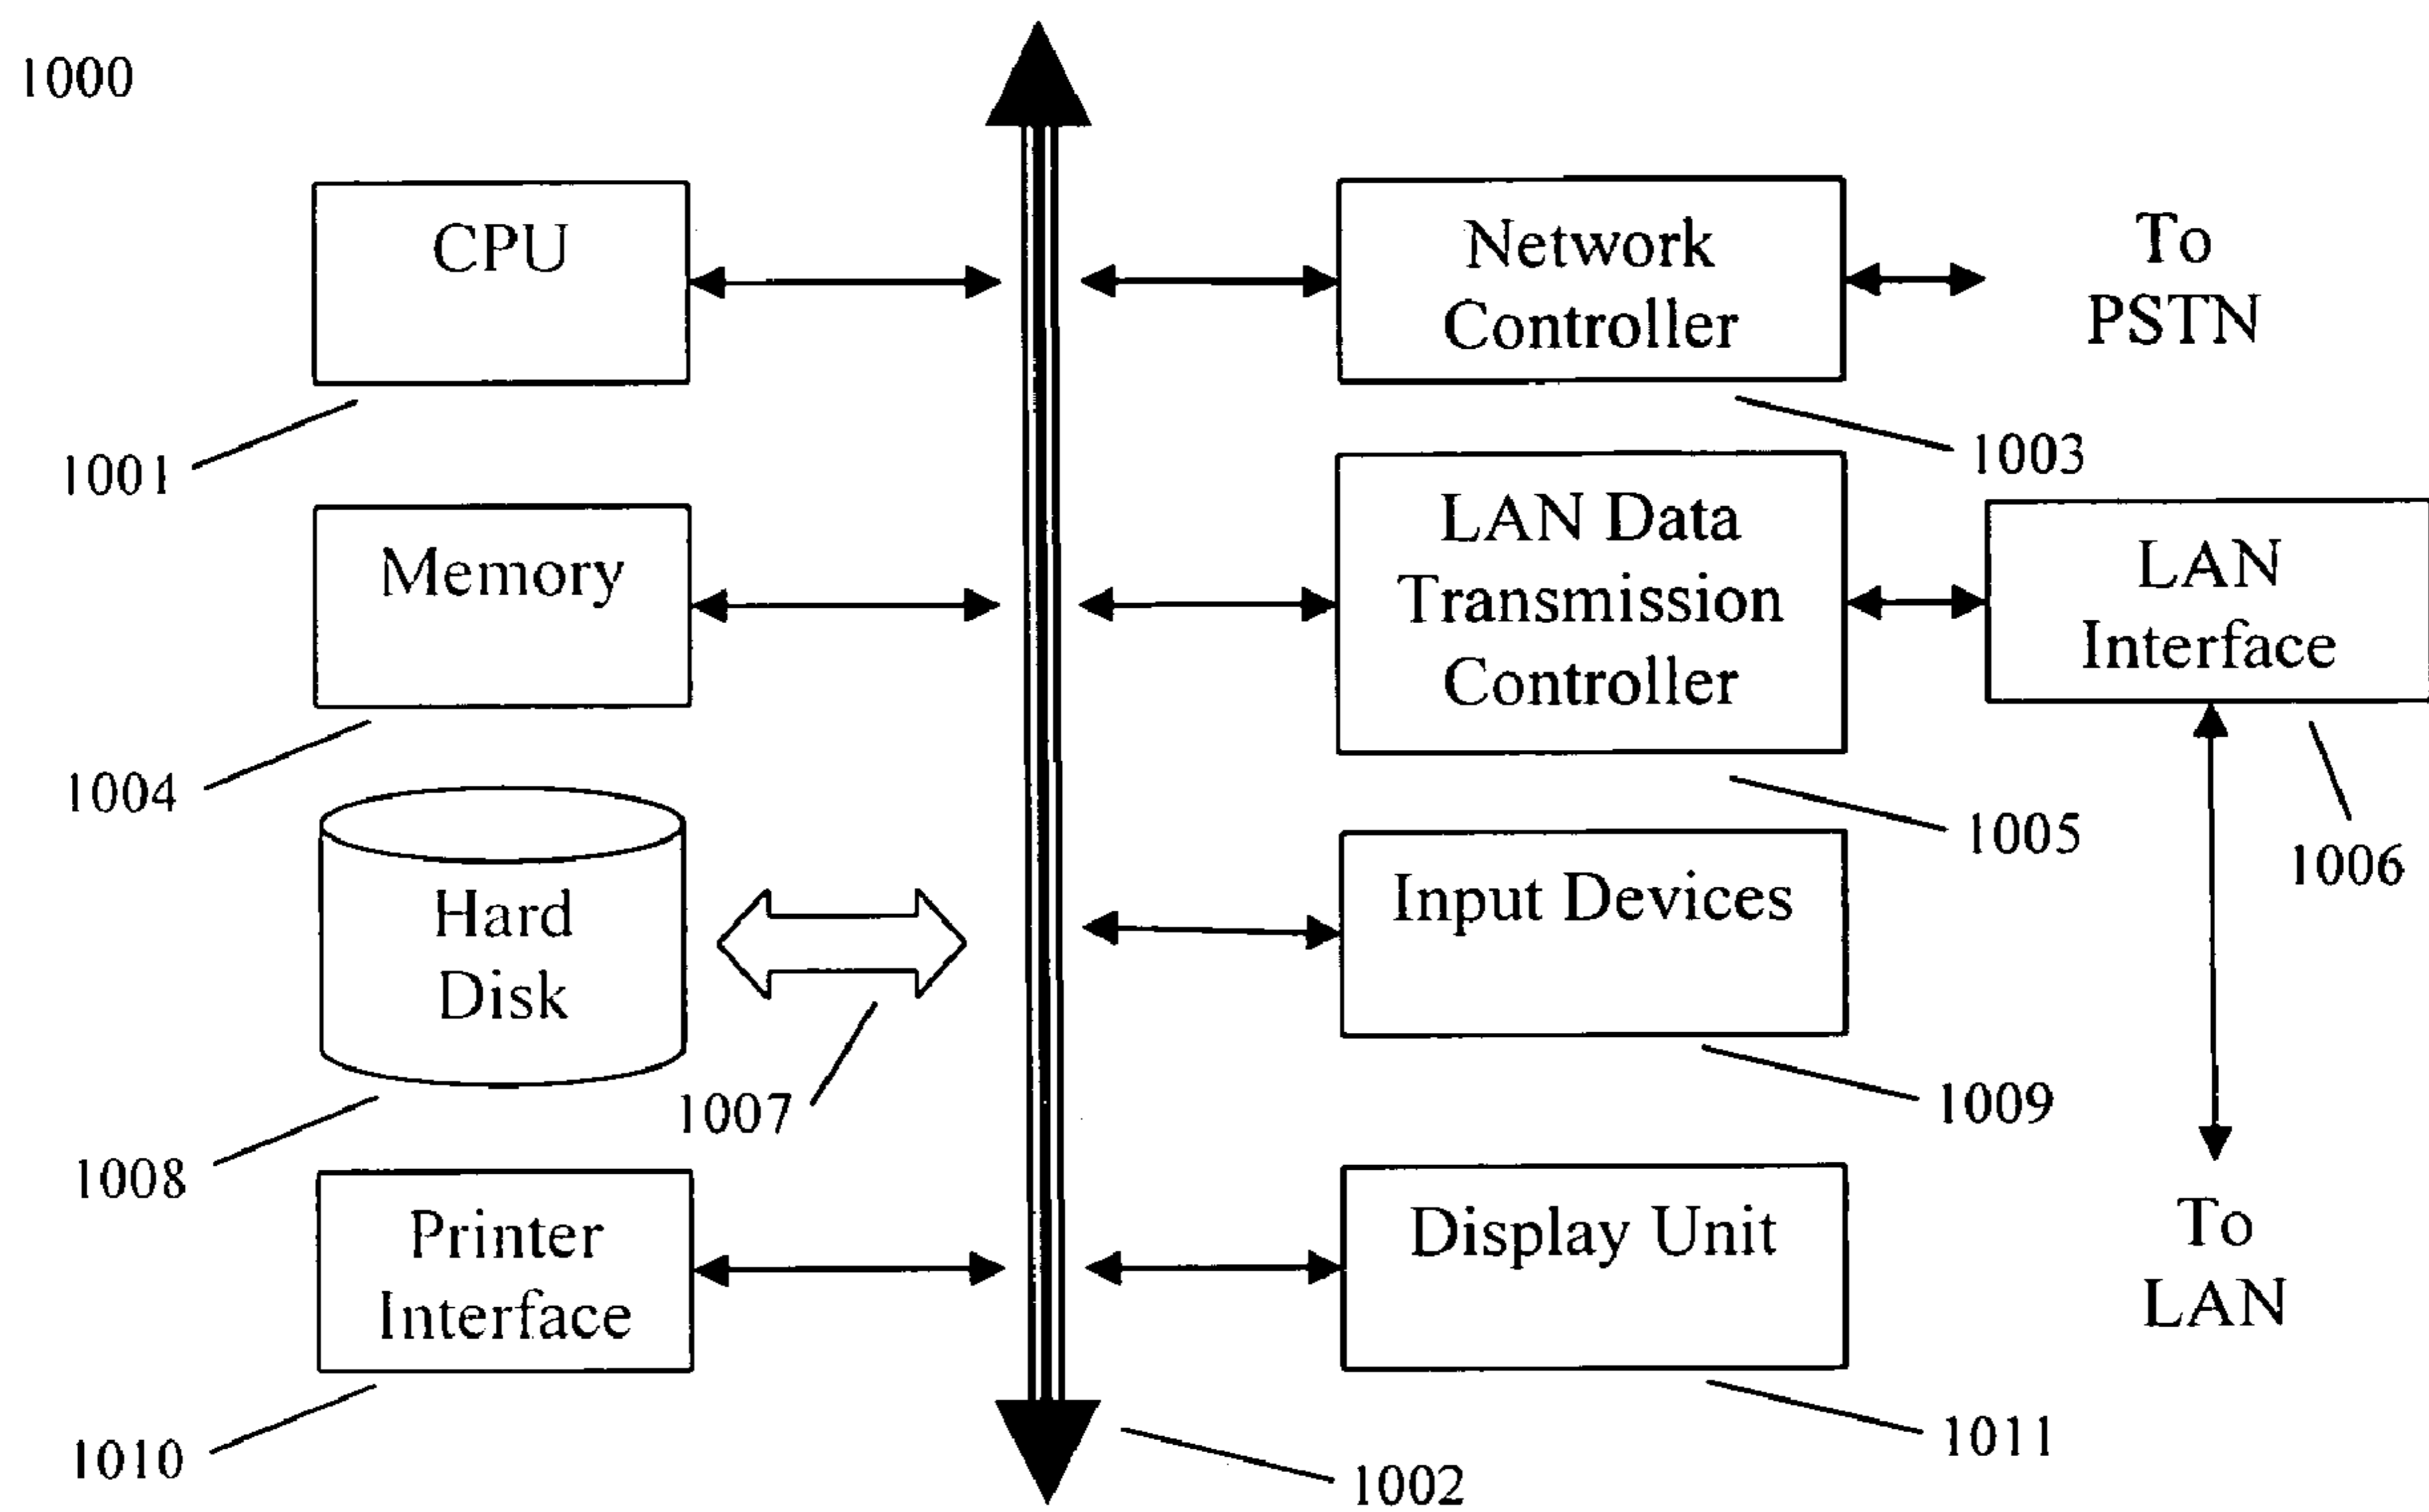 1000
CPU
Network
Controller
To
PSTN
1001
1003
Memory
LAN Data
Transmission
Controller
LAN
Interface
1004
1005
1006
Hard
Disk
1007
Input Devices
1008
1009
Printer
Interface
Display Unit
To
LAN
1010
1002
1011